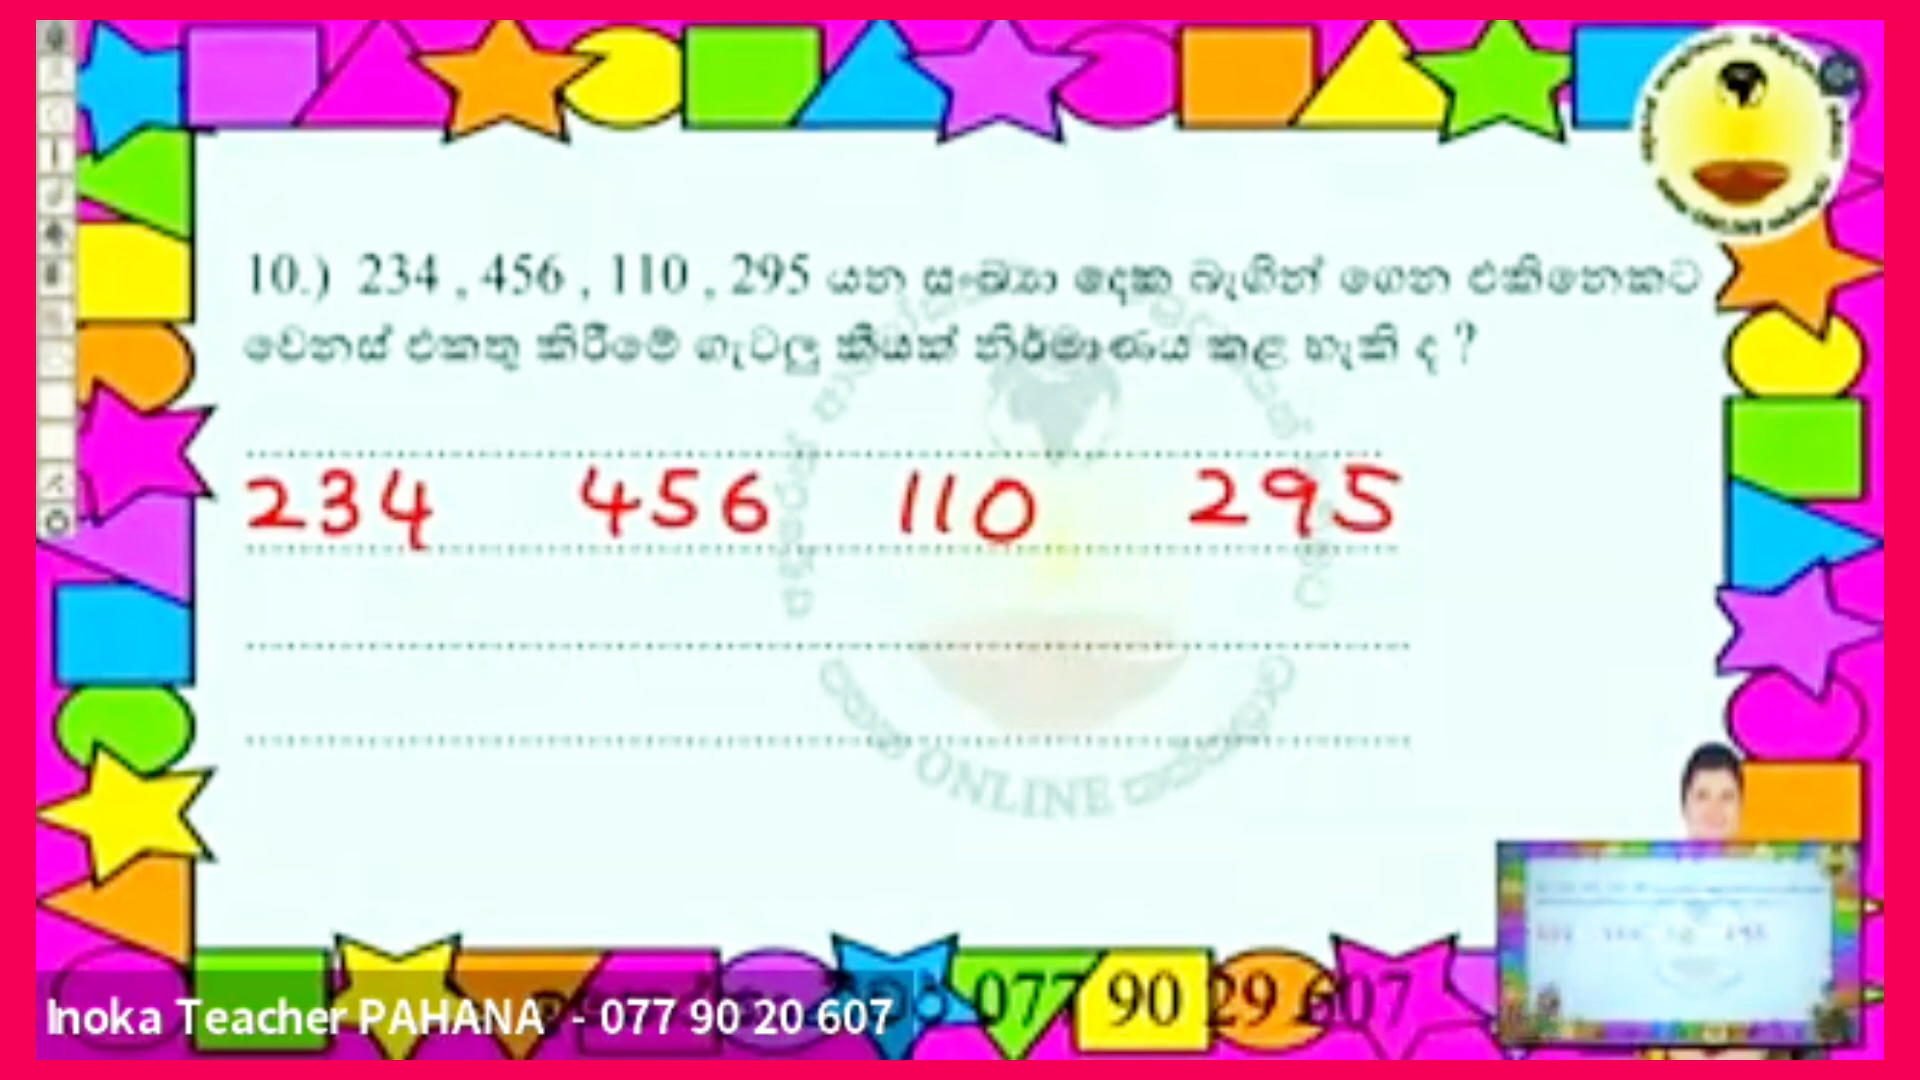 10.) 234 , 456 , 110 , 295 යන සංඛ්‍යා දෙක බැගින් ගෙන එකිනෙකට
වෙනස් එකතු කිරීමේ ගැටලු කීයක් නිර්මාණය කළ හැකි ද ?
234 456 110 295
ONLINE
077 90 29 607
Inoka Teacher PAHANA - 077 90 20 607